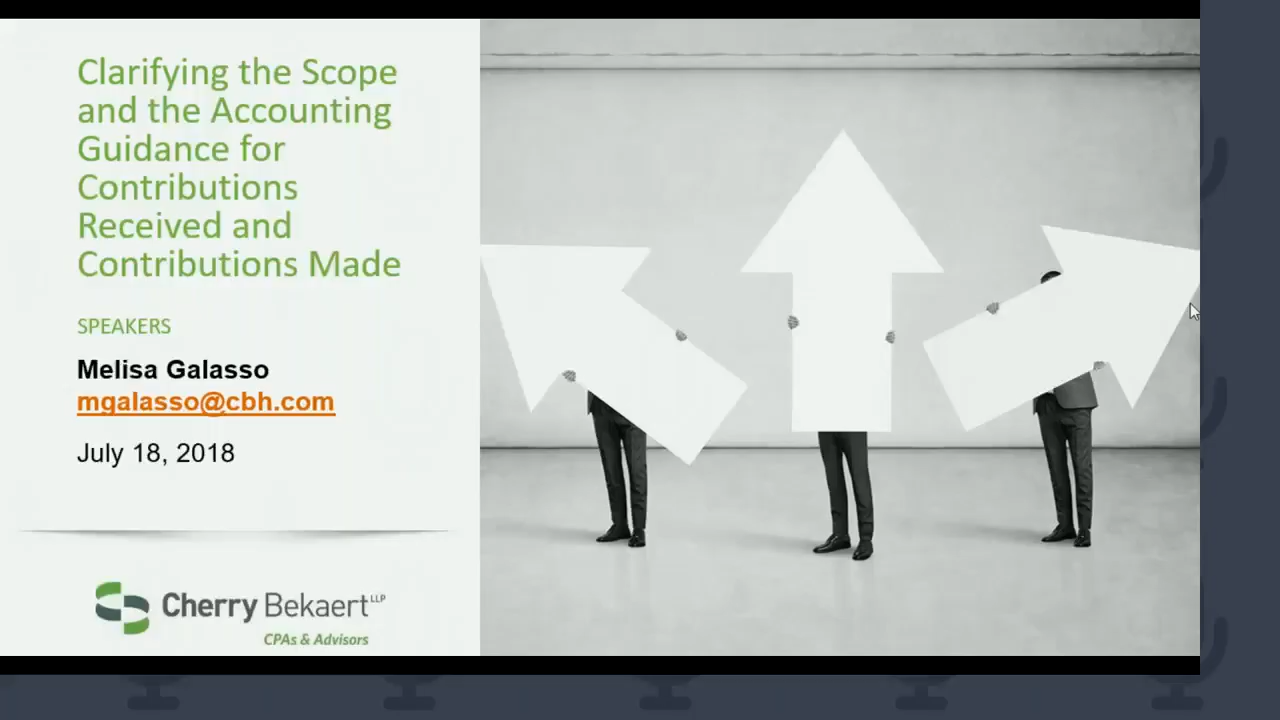 Clarifying the Scope
and the Accounting
Guidance for
Contributions
Received and
Contributions Made
SPEAKERS
Melisa Galasso
mgalasso@cbh.com
July 18, 2018
Cherry Bekaert LLP
CPAs & Advisors